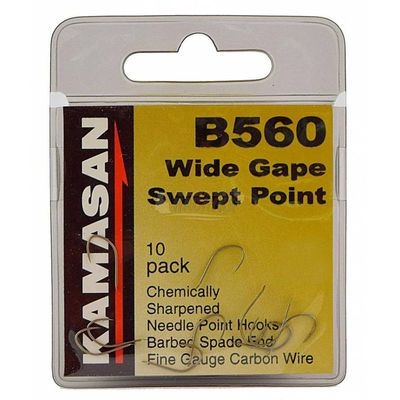 KAMASAN
B560
Wide Gape
Swept Point
10
pack
Chemically
Sharpened
Needle Point Hooks
Barbed Spade End
Fine Gauge Carbon Wire